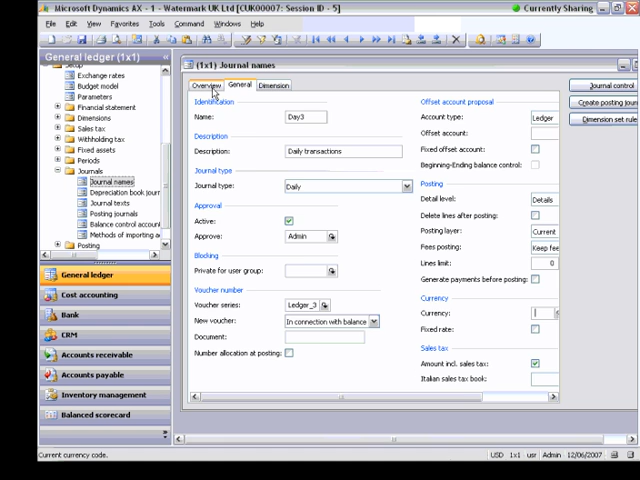 Microsoft Dynamics AX - 1 - Watermark UK Ltd [CUK00007: Session ID - 5]
Currently Sharing
File Edit View Favorites Tools Command Windows Help
General ledger (1x1)
Setup
Exchange rates
Budget model
Parameters
Financial statement
Dimensions
Sales tax
Withholding tax
Fixed assets
Periods
Journals
Journal names
Depreciation book journ
Journal texts
Posting journals
Balance control account
Methods of importing ac
Posting
General ledger
Cost accounting
Bank
CRM
Accounts receivable
Accounts payable
Inventory management
Balanced scorecard
(1x1) Journal names
Overview General Dimension
Identification
Name: Day3
Description
Description: Daily transactions
Journal type
Journal type: Daily
Approval
Active:
Approve: Admin
Blocking
Private for user group:
Voucher number
Voucher series: Ledger_3
New voucher: In connection with balance
Document:
Number allocation at posting:
Offset account proposal
Account type: Ledger
Offset account:
Fixed offset account:
Beginning-Ending balance control:
Posting
Detail level: Details
Delete lines after posting:
Posting layer: Current
Fees posting: Keep fee
Lines limit: 0
Generate payments before posting:
Currency
Currency:
Fixed rate:
Sales tax
Amount incl. sales tax:
Italian sales tax book:
Journal control
Create posting journ
Dimension set rule
Current currency code.
USD 1x1 usr Admin 12/06/2007